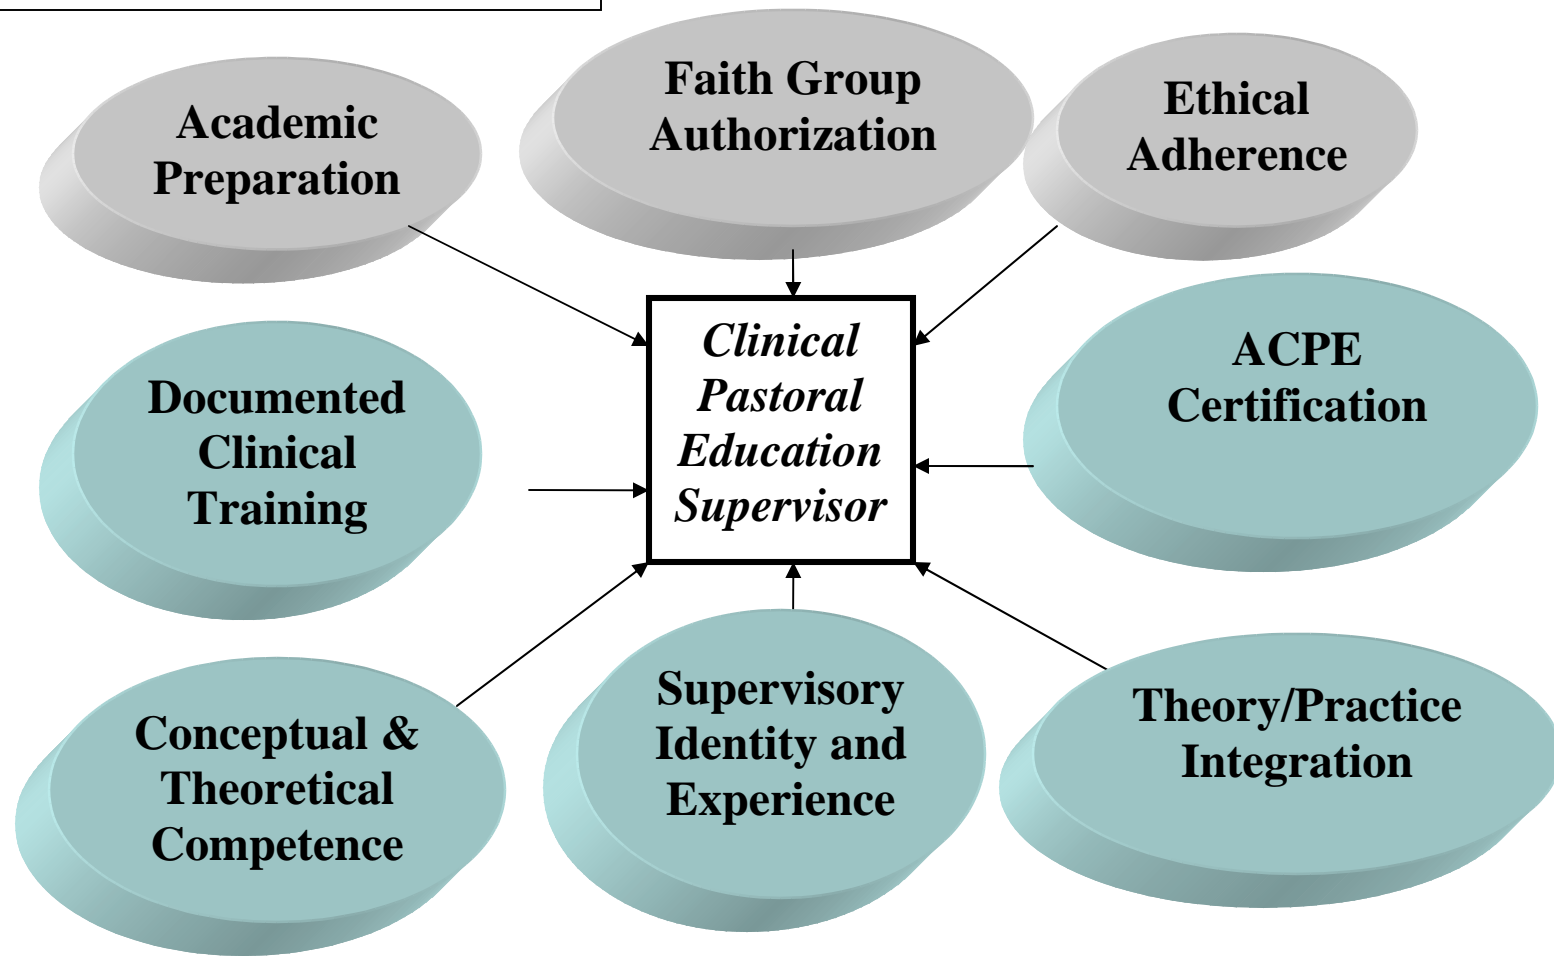 Academic
Preparation
Faith Group
Authorization
Ethical
Adherence
Documented
Clinical
Training
Clinical
Pastoral
Education
Supervisor
ACPE
Certification
Conceptual &
Theoretical
Competence
Supervisory
Identity and
Experience
Theory/Practice
Integration